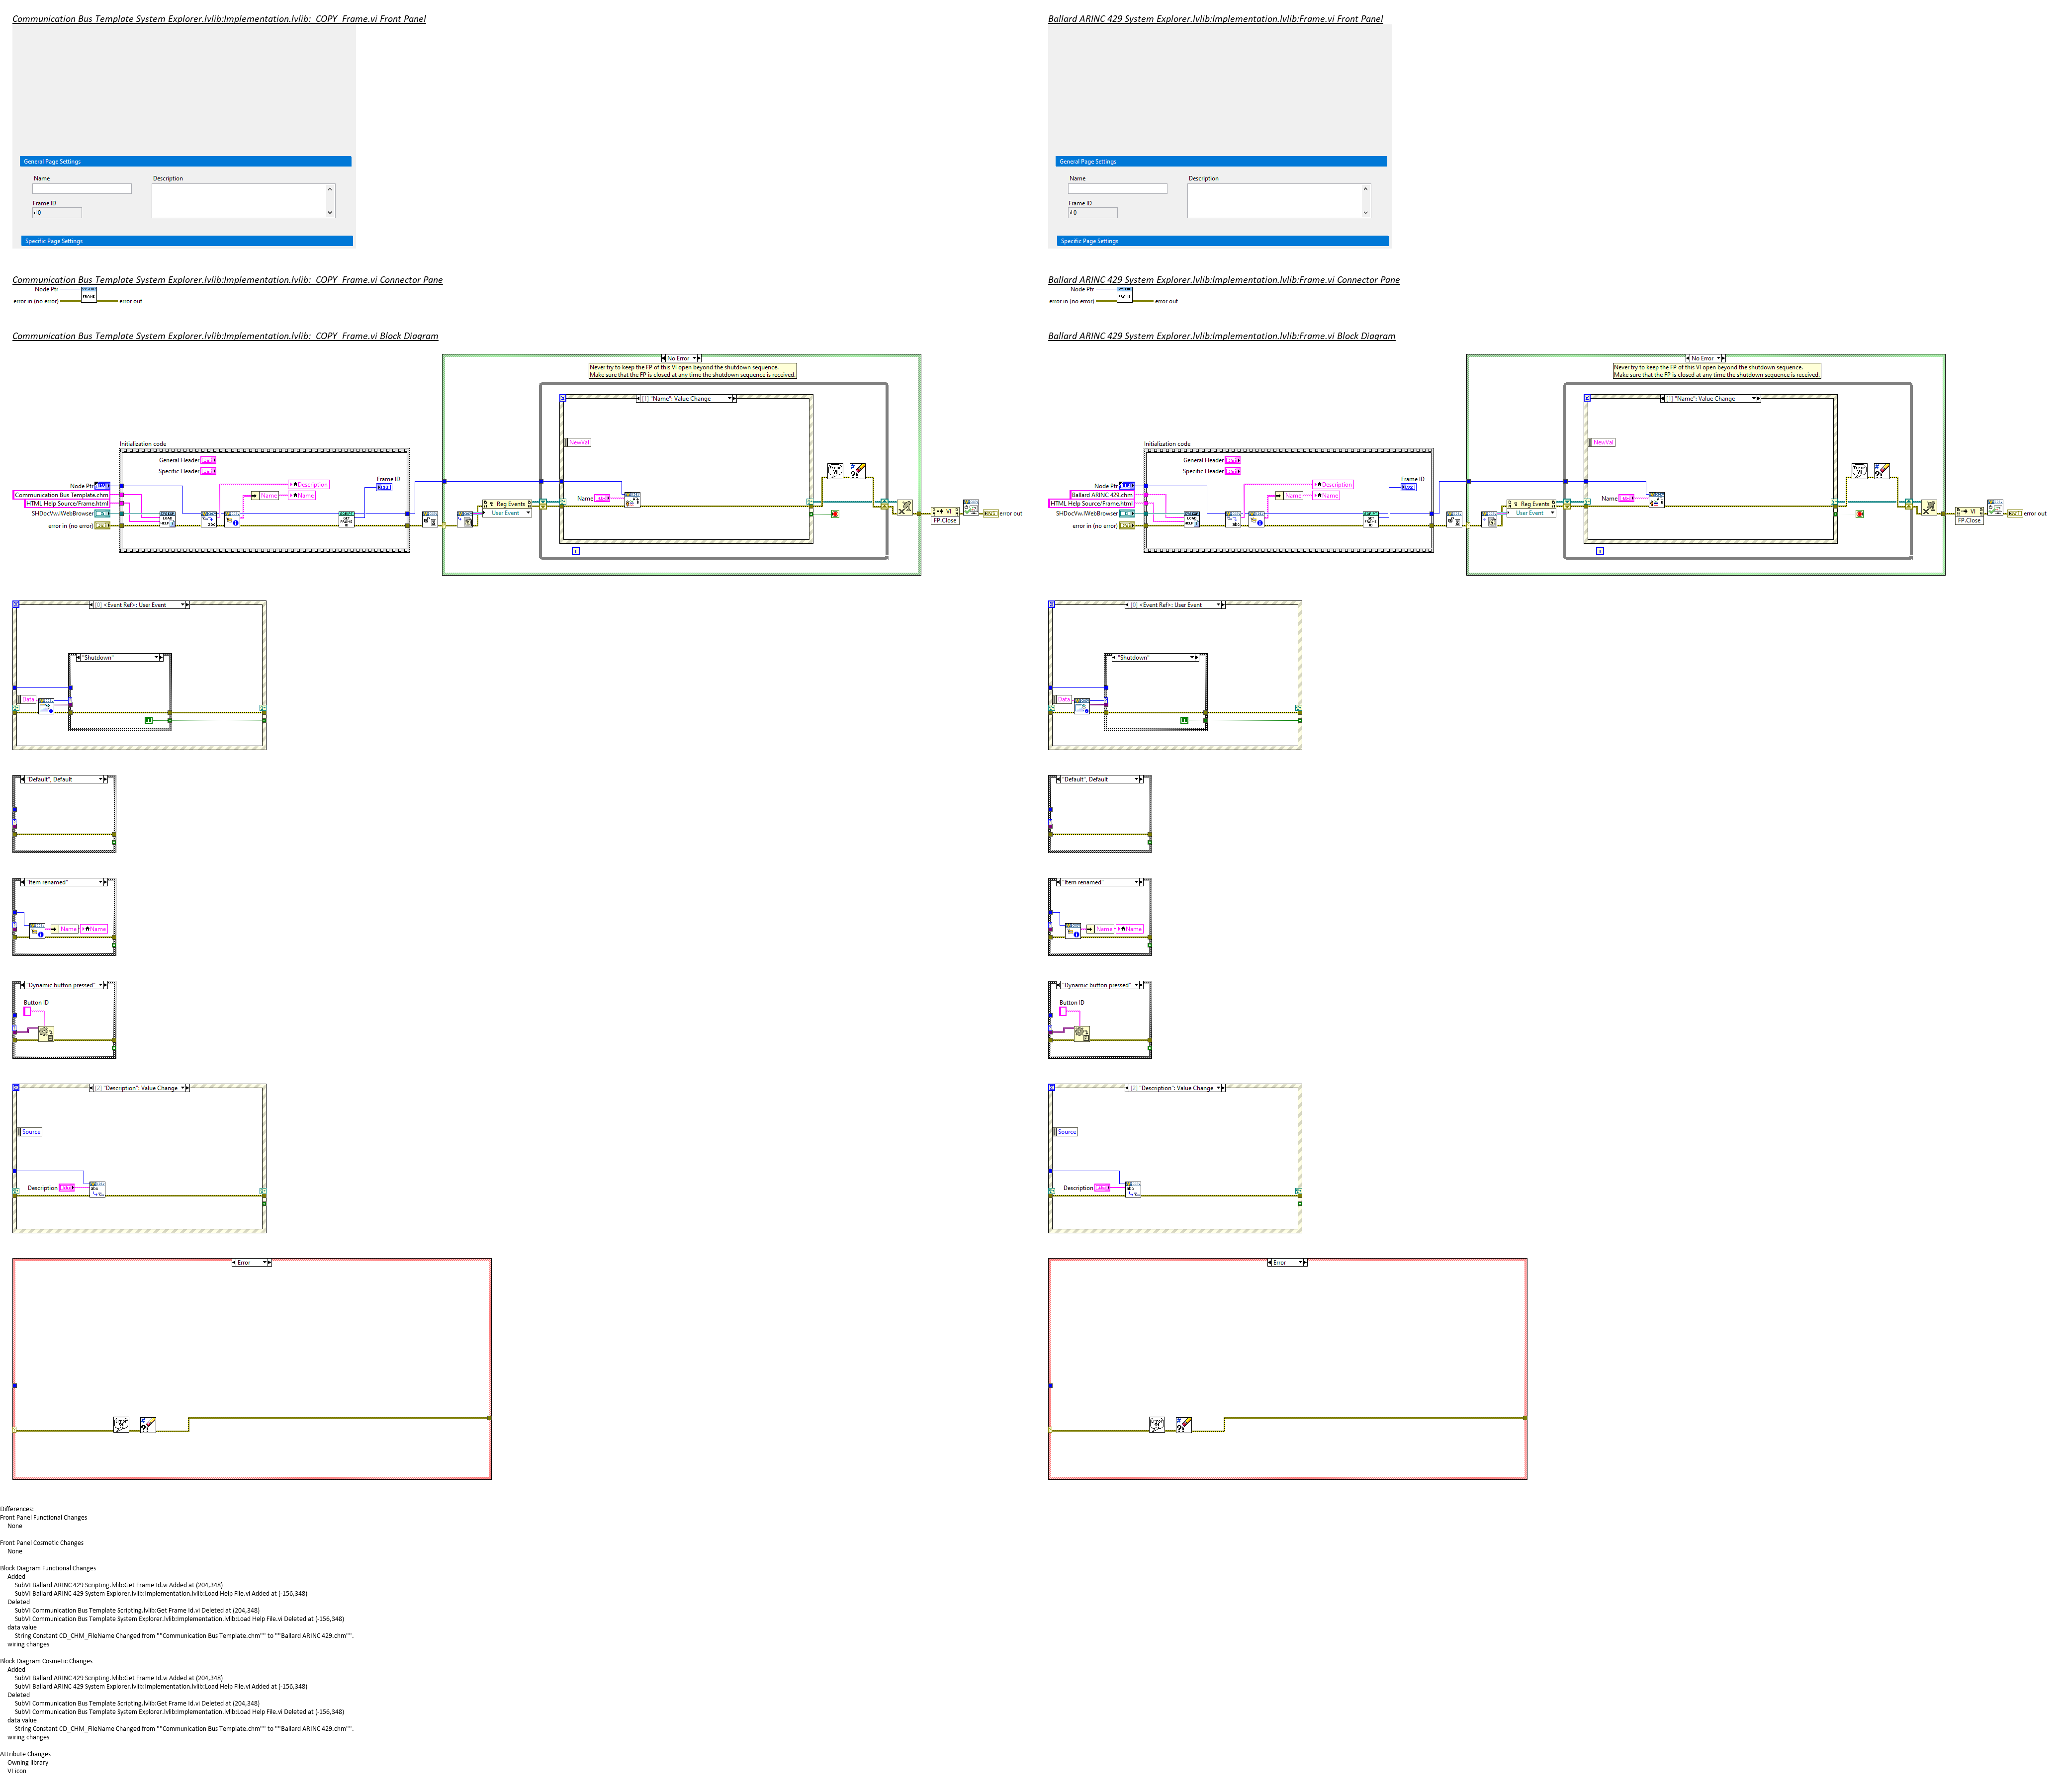 Communication Bus Template System Explorer.lvlib:Implementation.lvlib:_COPY_Frame.vi Front Panel
General Page Settings
Name
Description
Frame ID
Specific Page Settings
Communication Bus Template System Explorer.lvlib:Implementation.lvlib:_COPY_Frame.vi Connector Pane
Node Ptr
FRAME
error in (no error)
error out
Communication Bus Template System Explorer.lvlib:Implementation.lvlib:_COPY_Frame.vi Block Diagram
No Error
Never try to keep the FP of this VI open beyond the shutdown sequence.
Make sure that the FP is closed at any time the shutdown sequence is received.
[1] "Name": Value Change
NewVal
Initialization code
General Header
Specific Header
Description
Frame ID
Node Ptr
Name
Name
Communication Bus Template.chm
HTML Help Source/Frame.html
SHDocVw.IWebBrowser
error in (no error)
Reg Events
User Event
Name
VI
FP.Close
error out
[0] <Event Ref>: User Event
"Shutdown"
Data
"Default", Default
"Item renamed"
Name
Name
"Dynamic button pressed"
Button ID
[2] "Description": Value Change
Source
Description
Error
Ballard ARINC 429 System Explorer.lvlib:Implementation.lvlib:Frame.vi Front Panel
General Page Settings
Name
Description
Frame ID
Specific Page Settings
Ballard ARINC 429 System Explorer.lvlib:Implementation.lvlib:Frame.vi Connector Pane
Node Ptr
FRAME
error in (no error)
error out
Ballard ARINC 429 System Explorer.lvlib:Implementation.lvlib:Frame.vi Block Diagram
No Error
Never try to keep the FP of this VI open beyond the shutdown sequence.
Make sure that the FP is closed at any time the shutdown sequence is received.
[1] "Name": Value Change
NewVal
Initialization code
General Header
Specific Header
Description
Frame ID
Node Ptr
Name
Name
Ballard ARINC 429.chm
HTML Help Source/Frame.html
SHDocVw.IWebBrowser
error in (no error)
Reg Events
User Event
Name
VI
FP.Close
error out
[0] <Event Ref>: User Event
"Shutdown"
Data
"Default", Default
"Item renamed"
Name
Name
"Dynamic button pressed"
Button ID
[2] "Description": Value Change
Source
Description
Error
Differences:
Front Panel Functional Changes
None
Front Panel Cosmetic Changes
None
Block Diagram Functional Changes
Added
SubVI Ballard ARINC 429 Scripting.lvlib:Get Frame Id.vi Added at (204,348)
SubVI Ballard ARINC 429 System Explorer.lvlib:Implementation.lvlib:Load Help File.vi Added at (-156,348)
Deleted
SubVI Communication Bus Template Scripting.lvlib:Get Frame Id.vi Deleted at (204,348)
SubVI Communication Bus Template System Explorer.lvlib:Implementation.lvlib:Load Help File.vi Deleted at (-156,348)
data value
String Constant CD_CHM_FileName Changed from ""Communication Bus Template.chm"" to ""Ballard ARINC 429.chm"".
wiring changes
Block Diagram Cosmetic Changes
Added
SubVI Ballard ARINC 429 Scripting.lvlib:Get Frame Id.vi Added at (204,348)
SubVI Ballard ARINC 429 System Explorer.lvlib:Implementation.lvlib:Load Help File.vi Added at (-156,348)
Deleted
SubVI Communication Bus Template Scripting.lvlib:Get Frame Id.vi Deleted at (204,348)
SubVI Communication Bus Template System Explorer.lvlib:Implementation.lvlib:Load Help File.vi Deleted at (-156,348)
data value
String Constant CD_CHM_FileName Changed from ""Communication Bus Template.chm"" to ""Ballard ARINC 429.chm"".
wiring changes
Attribute Changes
Owning library
VI icon